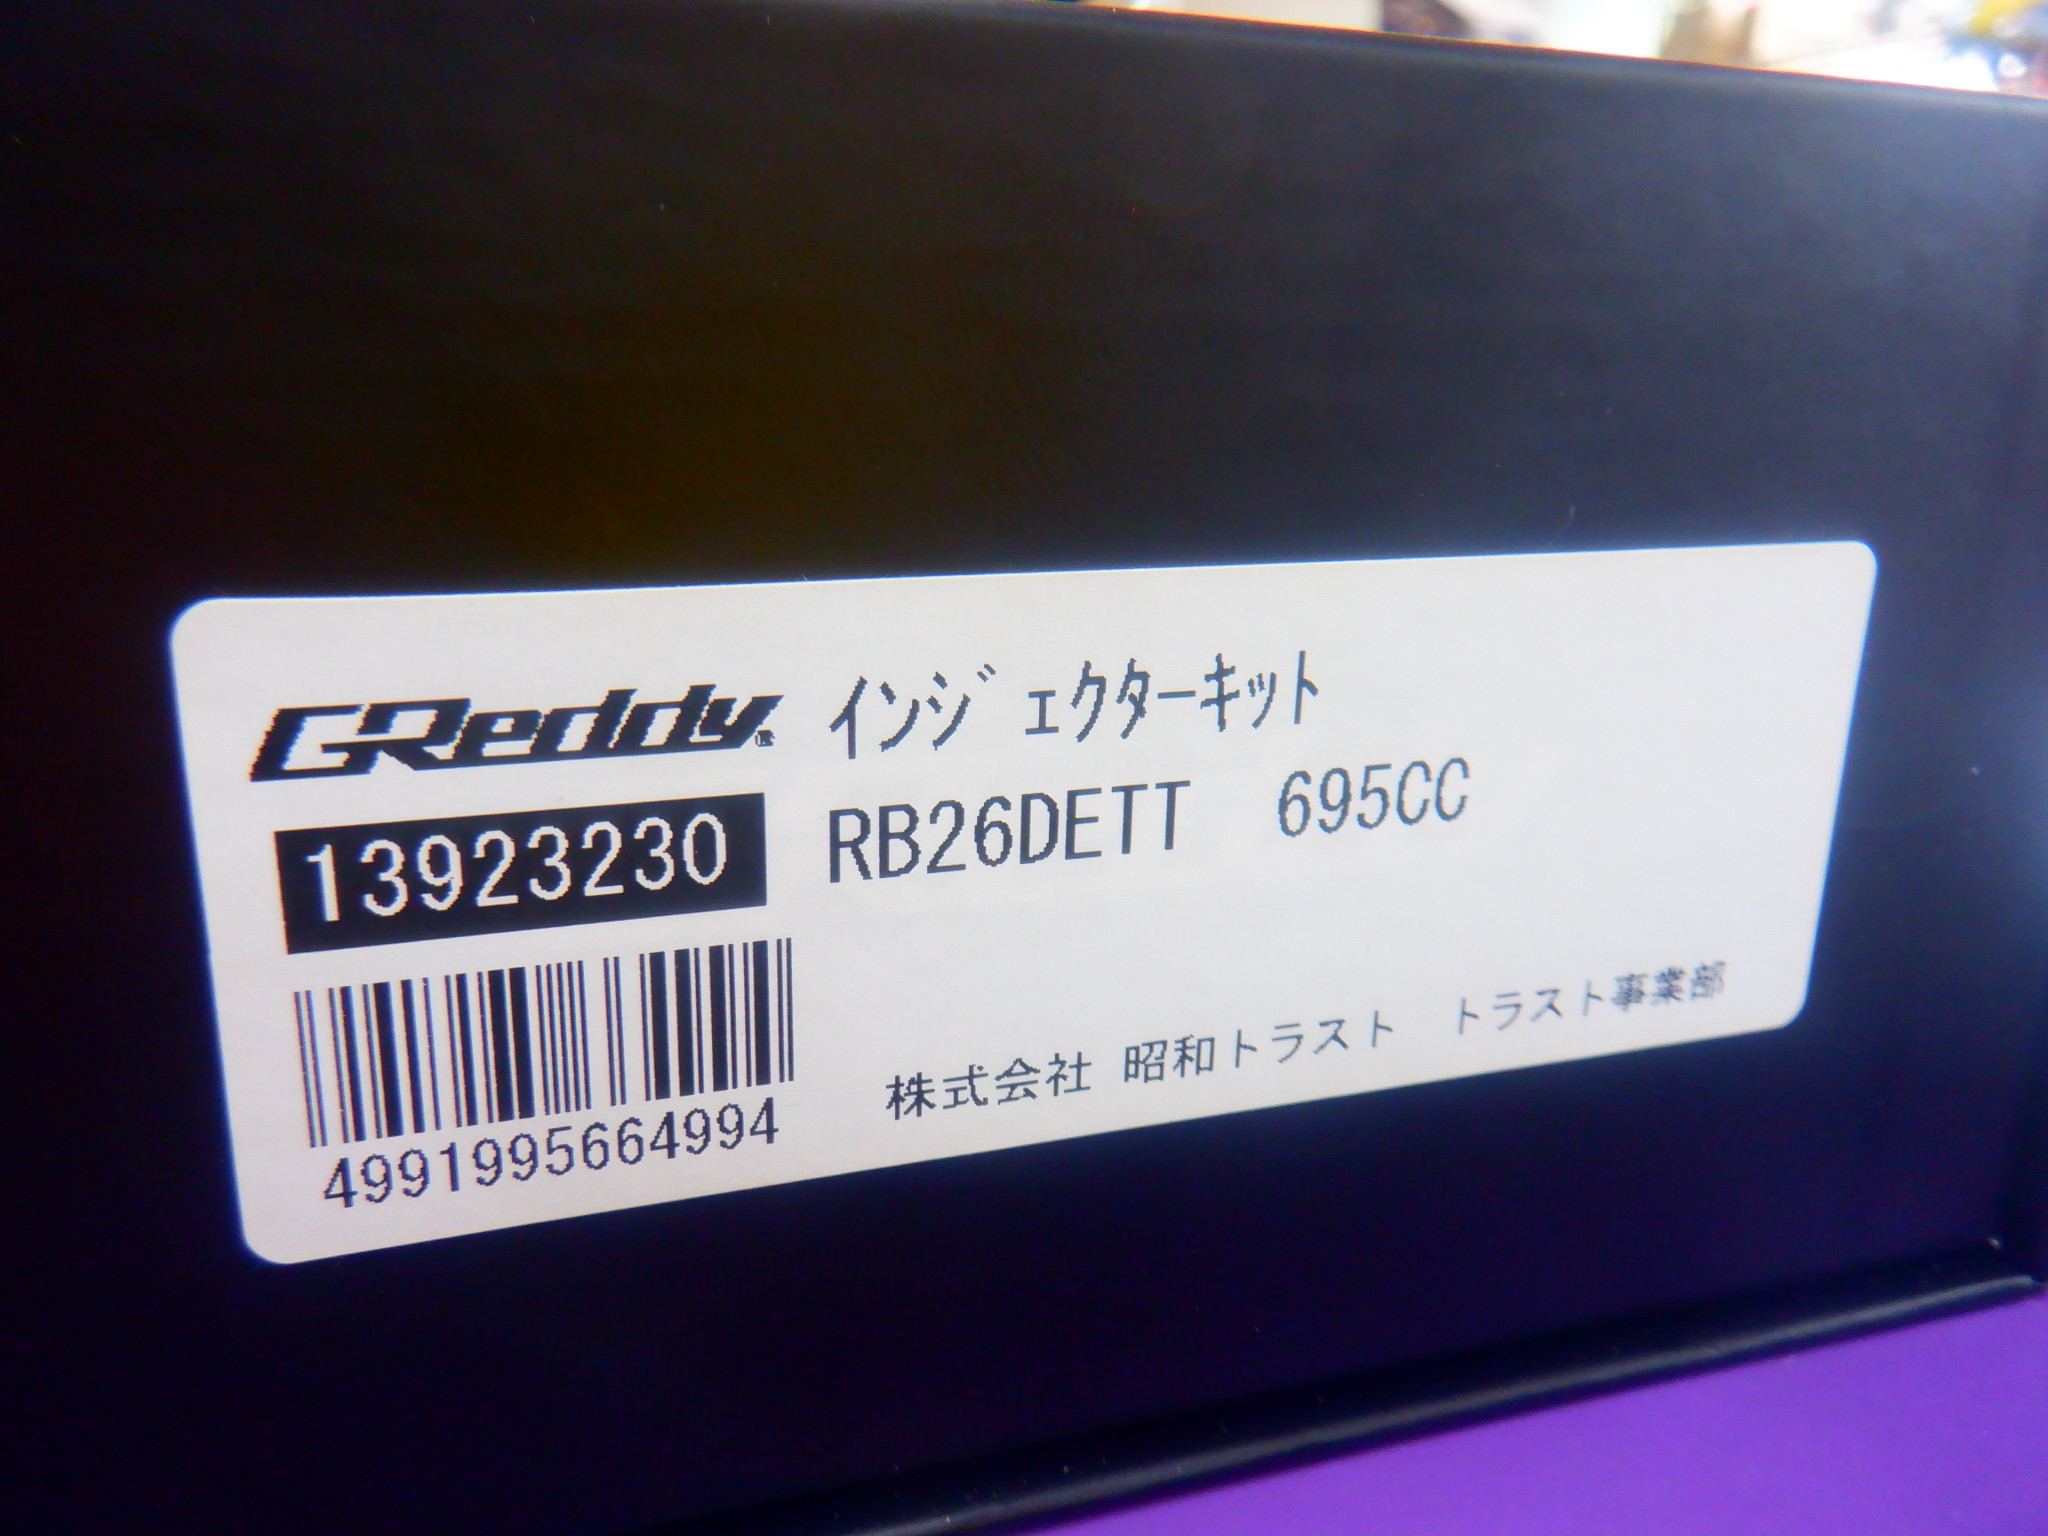 GReddy
インジェクターキット
13923230
RB26DETT 695CC
4991995664994
株式会社 昭和トラスト トラスト事業部